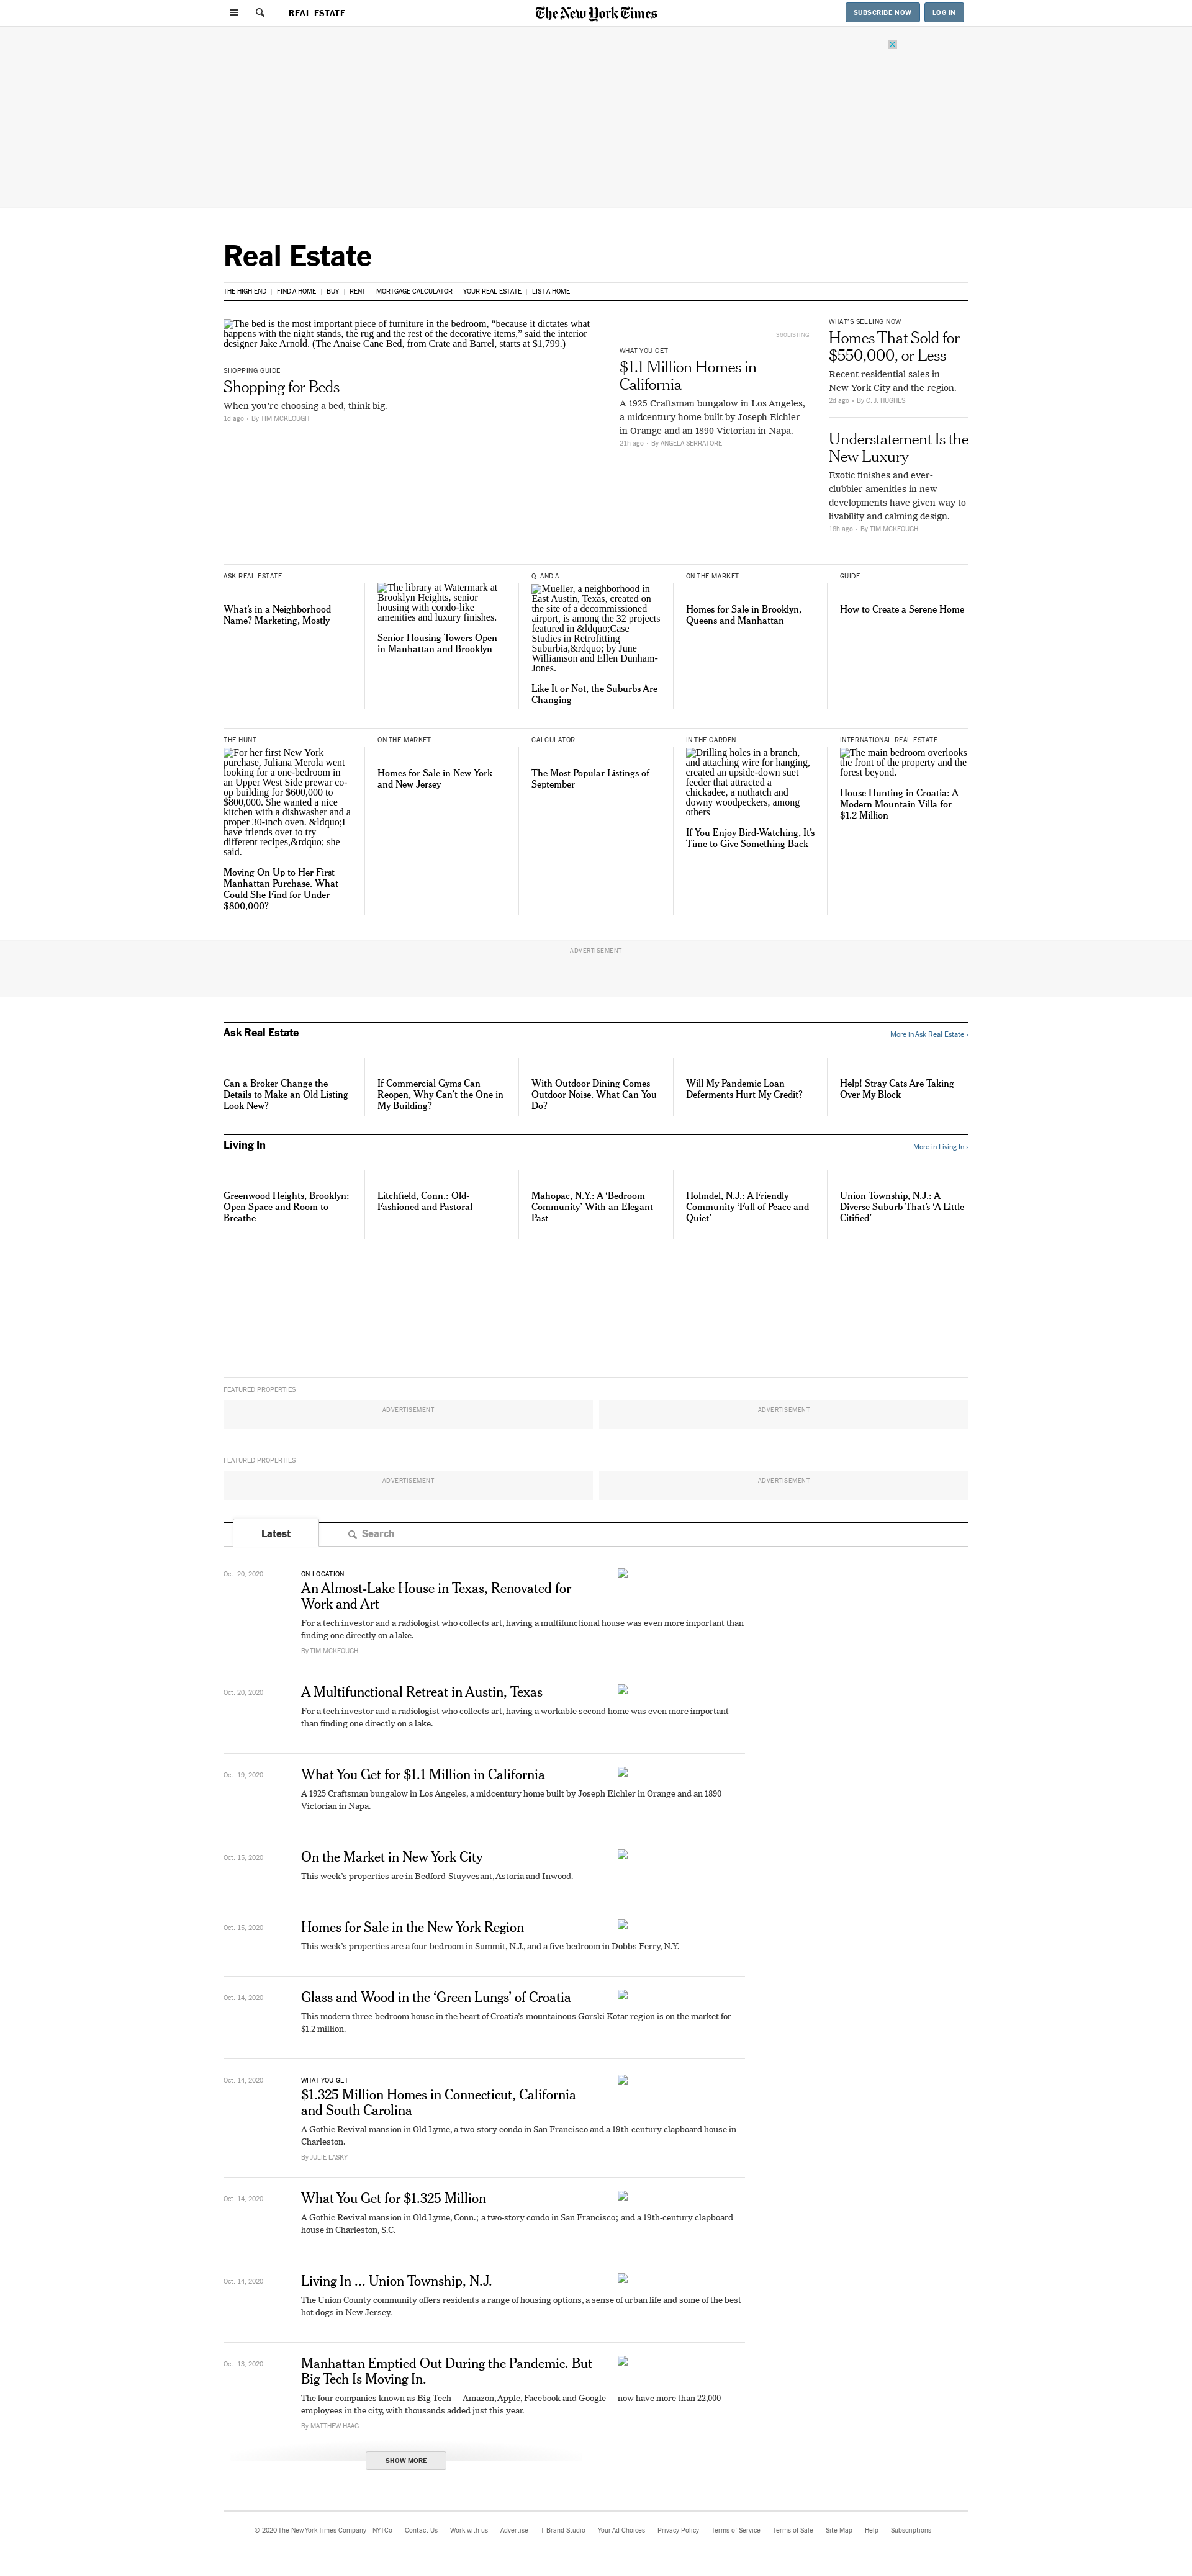 REAL ESTATE
The New York Times
SUBSCRIBE NOW
LOG IN
Real Estate
THE HIGH END
FIND A HOME
BUY
RENT
MORTGAGE CALCULATOR
YOUR REAL ESTATE
LIST A HOME
The bed is the most important piece of furniture in the bedroom, “because it dictates what
happens with the night stands, the rug and the rest of the decorative items,” said the interior
designer Jake Arnold. (The Anaise Cane Bed, from Crate and Barrel, starts at $1,799.)
SHOPPING GUIDE
Shopping for Beds
When you’re choosing a bed, think big.
1d ago - By TIM MCKEOUGH
360LISTING
WHAT YOU GET
$1.1 Million Homes in
California
A 1925 Craftsman bungalow in Los Angeles,
a midcentury home built by Joseph Eichler
in Orange and an 1890 Victorian in Napa.
21h ago - By ANGELA SERRATORE
WHAT’S SELLING NOW
Homes That Sold for
$550,000, or Less
Recent residential sales in
New York City and the region.
2d ago - By C. J. HUGHES
Understatement Is the
New Luxury
Exotic finishes and ever-
clubbier amenities in new
developments have given way to
livability and calming design.
18h ago - By TIM MCKEOUGH
ASK REAL ESTATE
What’s in a Neighborhood
Name? Marketing, Mostly
The library at Watermark at
Brooklyn Heights, senior
housing with condo-like
amenities and luxury finishes.
Senior Housing Towers Open
in Manhattan and Brooklyn
Q. AND A.
Mueller, a neighborhood in
East Austin, Texas, created on
the site of a decommissioned
airport, is among the 32 projects
featured in &ldquo;Case
Studies in Retrofitting
Suburbia,&rdquo; by June
Williamson and Ellen Dunham-
Jones.
Like It or Not, the Suburbs Are
Changing
ON THE MARKET
Homes for Sale in Brooklyn,
Queens and Manhattan
GUIDE
How to Create a Serene Home
THE HUNT
For her first New York
purchase, Juliana Merola went
looking for a one-bedroom in
an Upper West Side prewar co-
op building for $600,000 to
$800,000. She wanted a nice
kitchen with a dishwasher and a
proper 30-inch oven. &ldquo;I
have friends over to try
different recipes,&rdquo; she
said.
Moving On Up to Her First
Manhattan Purchase. What
Could She Find for Under
$800,000?
ON THE MARKET
Homes for Sale in New York
and New Jersey
CALCULATOR
The Most Popular Listings of
September
IN THE GARDEN
Drilling holes in a branch,
and attaching wire for hanging,
created an upside-down suet
feeder that attracted a
chickadee, a nuthatch and
downy woodpeckers, among
others
If You Enjoy Bird-Watching, It’s
Time to Give Something Back
INTERNATIONAL REAL ESTATE
The main bedroom overlooks
the front of the property and the
forest beyond.
House Hunting in Croatia: A
Modern Mountain Villa for
$1.2 Million
ADVERTISEMENT
Ask Real Estate
More in Ask Real Estate ›
Can a Broker Change the
Details to Make an Old Listing
Look New?
If Commercial Gyms Can
Reopen, Why Can’t the One in
My Building?
With Outdoor Dining Comes
Outdoor Noise. What Can You
Do?
Will My Pandemic Loan
Deferments Hurt My Credit?
Help! Stray Cats Are Taking
Over My Block
Living In
More in Living In ›
Greenwood Heights, Brooklyn:
Open Space and Room to
Breathe
Litchfield, Conn.: Old-
Fashioned and Pastoral
Mahopac, N.Y.: A ‘Bedroom
Community’ With an Elegant
Past
Holmdel, N.J.: A Friendly
Community ‘Full of Peace and
Quiet’
Union Township, N.J.: A
Diverse Suburb That’s ‘A Little
Citified’
FEATURED PROPERTIES
ADVERTISEMENT
ADVERTISEMENT
FEATURED PROPERTIES
ADVERTISEMENT
ADVERTISEMENT
Latest
Search
Oct. 20, 2020
ON LOCATION
An Almost-Lake House in Texas, Renovated for
Work and Art
For a tech investor and a radiologist who collects art, having a multifunctional house was even more important than
finding one directly on a lake.
By TIM MCKEOUGH
Oct. 20, 2020
A Multifunctional Retreat in Austin, Texas
For a tech investor and a radiologist who collects art, having a workable second home was even more important
than finding one directly on a lake.
Oct. 19, 2020
What You Get for $1.1 Million in California
A 1925 Craftsman bungalow in Los Angeles, a midcentury home built by Joseph Eichler in Orange and an 1890
Victorian in Napa.
Oct. 15, 2020
On the Market in New York City
This week’s properties are in Bedford-Stuyvesant, Astoria and Inwood.
Oct. 15, 2020
Homes for Sale in the New York Region
This week’s properties are a four-bedroom in Summit, N.J., and a five-bedroom in Dobbs Ferry, N.Y.
Oct. 14, 2020
Glass and Wood in the ‘Green Lungs’ of Croatia
This modern three-bedroom house in the heart of Croatia’s mountainous Gorski Kotar region is on the market for
$1.2 million.
Oct. 14, 2020
WHAT YOU GET
$1.325 Million Homes in Connecticut, California
and South Carolina
A Gothic Revival mansion in Old Lyme, a two-story condo in San Francisco and a 19th-century clapboard house in
Charleston.
By JULIE LASKY
Oct. 14, 2020
What You Get for $1.325 Million
A Gothic Revival mansion in Old Lyme, Conn.; a two-story condo in San Francisco; and a 19th-century clapboard
house in Charleston, S.C.
Oct. 14, 2020
Living In ... Union Township, N.J.
The Union County community offers residents a range of housing options, a sense of urban life and some of the best
hot dogs in New Jersey.
Oct. 13, 2020
Manhattan Emptied Out During the Pandemic. But
Big Tech Is Moving In.
The four companies known as Big Tech — Amazon, Apple, Facebook and Google — now have more than 22,000
employees in the city, with thousands added just this year.
By MATTHEW HAAG
SHOW MORE
© 2020 The New York Times Company
NYTCo
Contact Us
Work with us
Advertise
T Brand Studio
Your Ad Choices
Privacy Policy
Terms of Service
Terms of Sale
Site Map
Help
Subscriptions